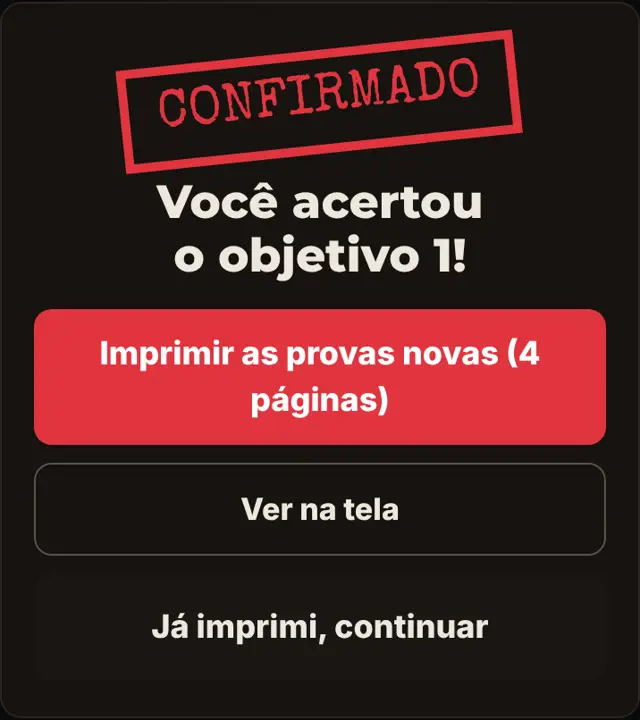 CONFIRMADO
Você acertou
o objetivo 1!
Imprimir as provas novas (4
páginas)
Ver na tela
Já imprimi, continuar